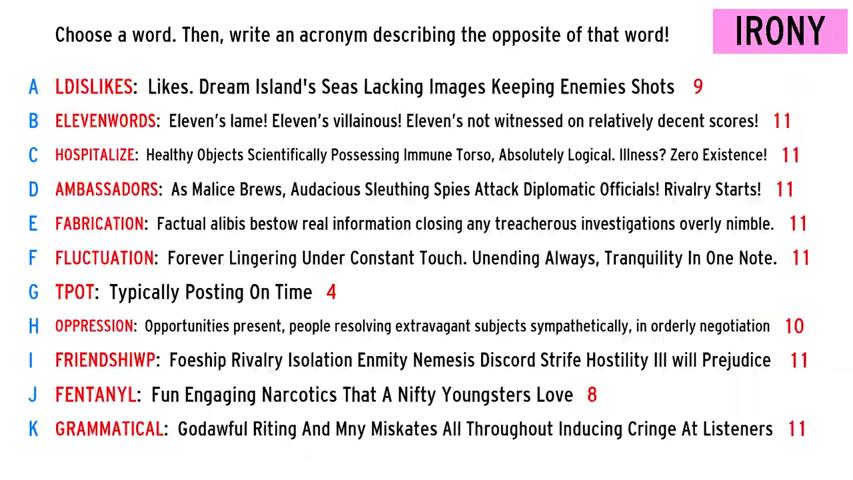 Choose a word. Then, write an acronym describing the opposite of that word!
IRONY
A LDISLIKES: Likes. Dream Island's Seas Lacking Images Keeping Enemies Shots 9
B ELEVENWORDS: Eleven's lame! Eleven's villainous! Eleven's not witnessed on relatively decent scores! 11
C HOSPITALIZE: Healthy Objects Scientifically Possessing Immune Torso, Absolutely Logical. Illness? Zero Existence! 11
D AMBASSADORS: As Malice Brews, Audacious Sleuthing Spies Attack Diplomatic Officials! Rivalry Starts! 11
E FABRICATION: Factual alibis bestow real information closing any treacherous investigations overly nimble. 11
F FLUCTUATION: Forever Lingering Under Constant Touch. Unending Always, Tranquility In One Note. 11
G TPOT: Typically Posting On Time 4
H OPPRESSION: Opportunities present, people resolving extravagant subjects sympathetically, in orderly negotiation 10
I FRIENDSHIWP: Foeship Rivalry Isolation Enmity Nemesis Discord Strife Hostility Ill will Prejudice 11
J FENTANYL: Fun Engaging Narcotics That A Nifty Youngsters Love 8
K GRAMMATICAL: Godawful Riting And Mny Miskates All Throughout Inducing Cringe At Listeners 11